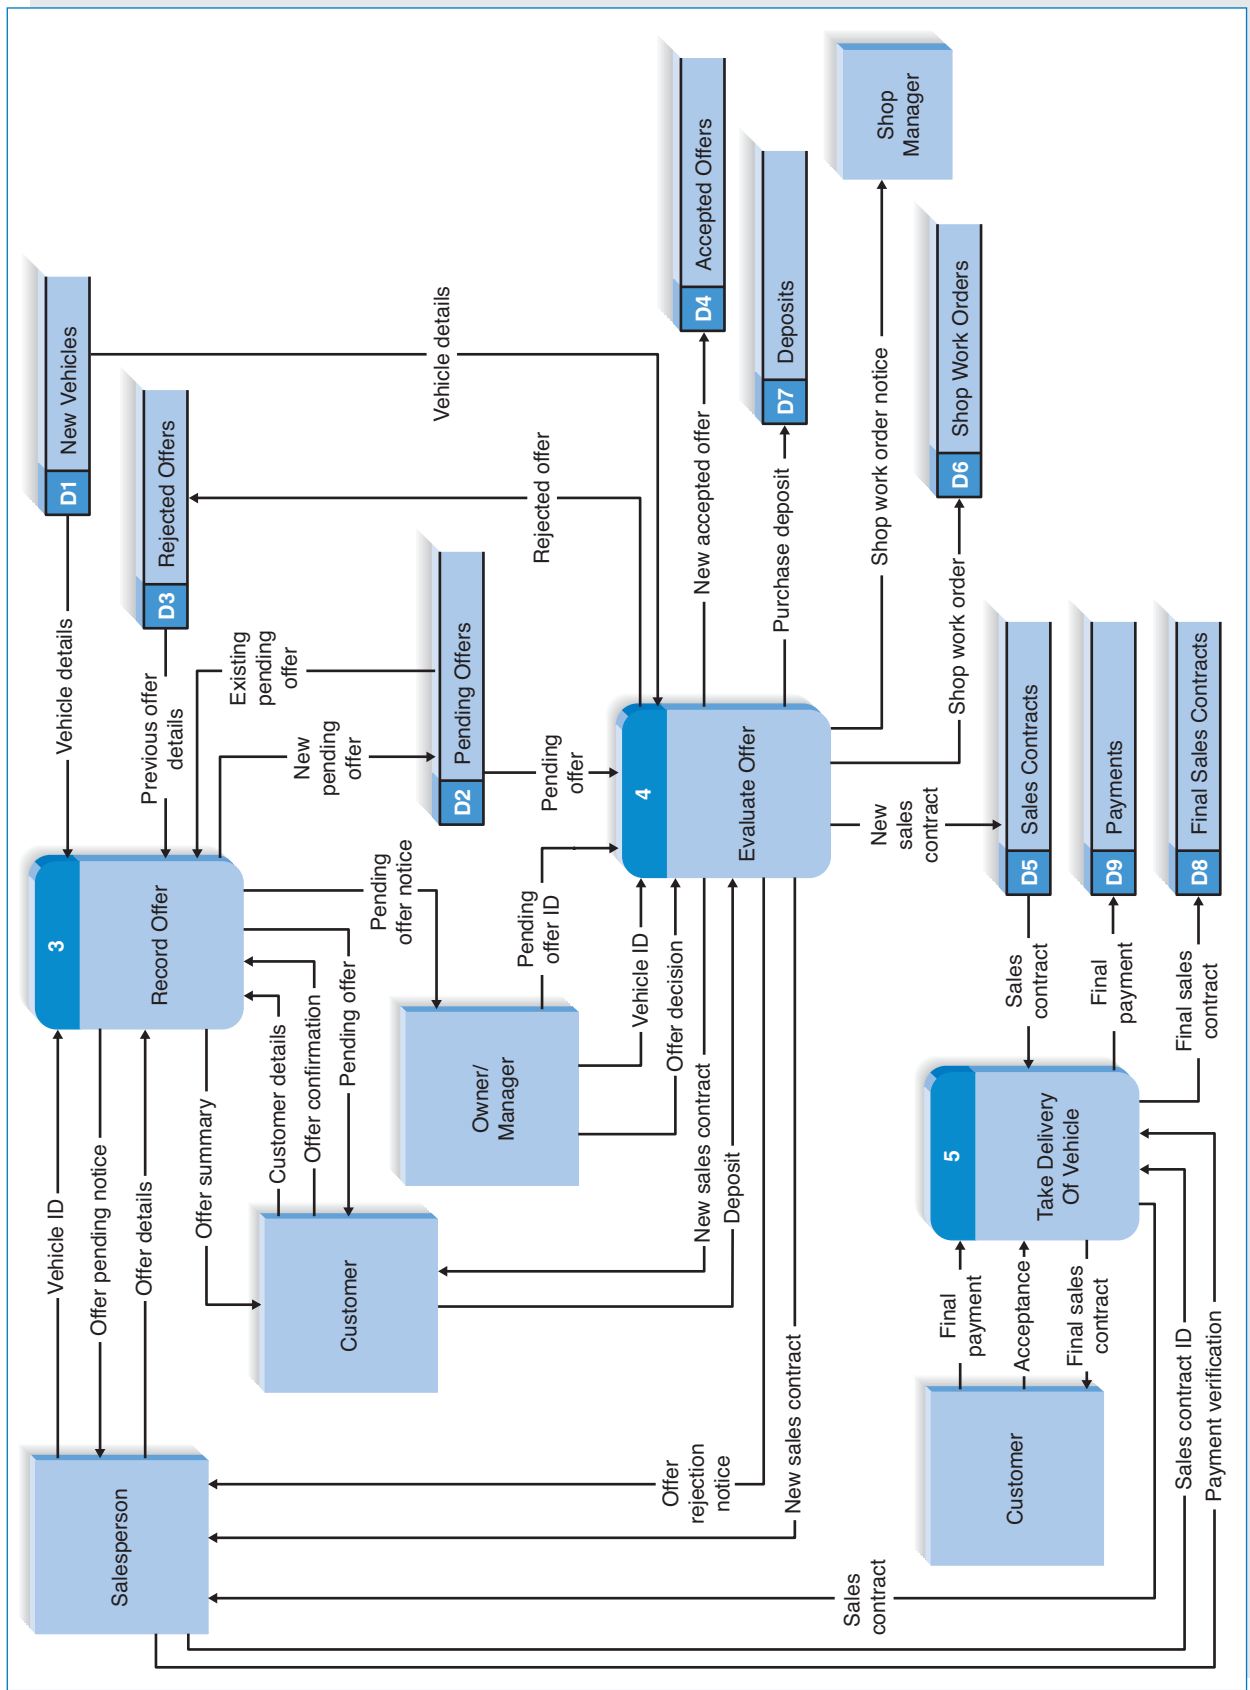 Salesperson
Vehicle ID
Offer pending notice
Offer details
Offer summary
3
Record Offer
Vehicle details
D1
New Vehicles
Previous offer
details
D3
Rejected Offers
Existing
pending
offer
New
pending
offer
Customer
Customer details
Offer confirmation
Pending offer
Pending
offer notice
D2
Pending Offers
Pending
offer
Rejected offer
Vehicle details
Owner/
Manager
Pending
offer ID
Vehicle ID
Offer decision
New sales contract
Deposit
4
Evaluate Offer
New accepted offer
D4
Accepted Offers
Purchase deposit
D7
Deposits
Shop work order notice
Shop
Manager
Shop work order
D6
Shop Work Orders
Offer
rejection
notice
New sales contract
New
sales
contract
D5
Sales Contracts
Sales
contract
D9
Payments
Final
payment
D8
Final Sales Contracts
Final sales
contract
Customer
Final
payment
Acceptance
Final sales
contract
5
Take Delivery
Of Vehicle
Sales
contract
Sales contract ID
Payment verification